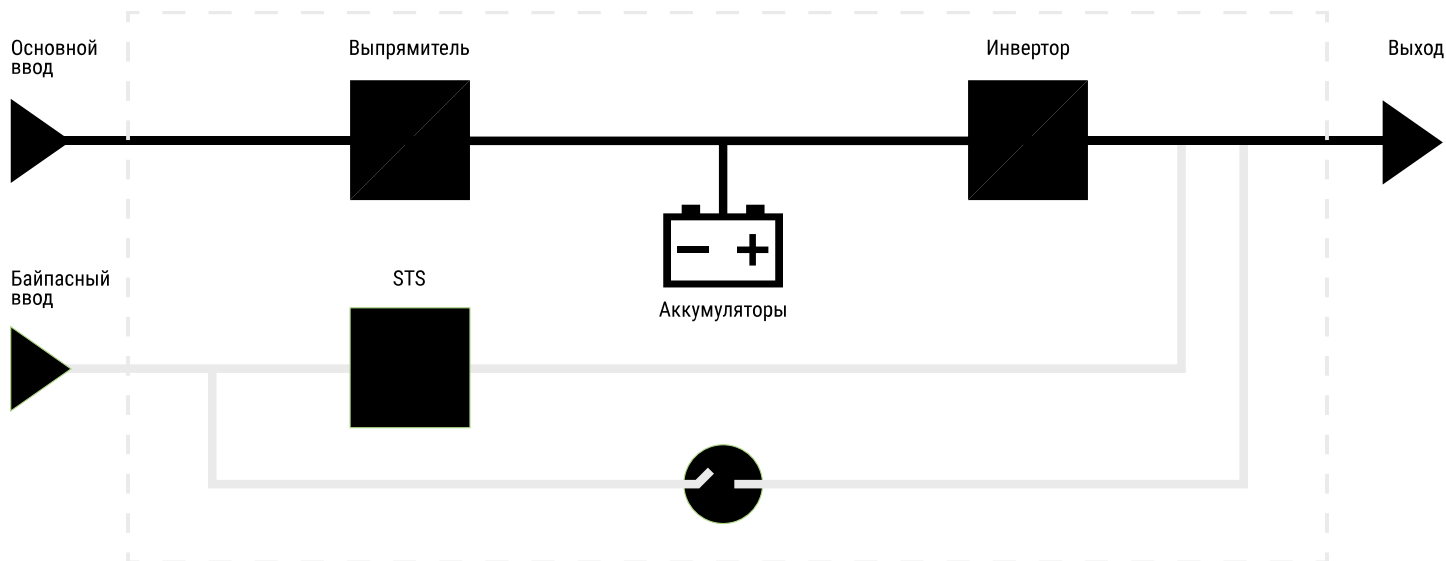 Основной
ввод
Выпрямитель
Инвертор
Выход
Байпасный
ввод
STS
Аккумуляторы